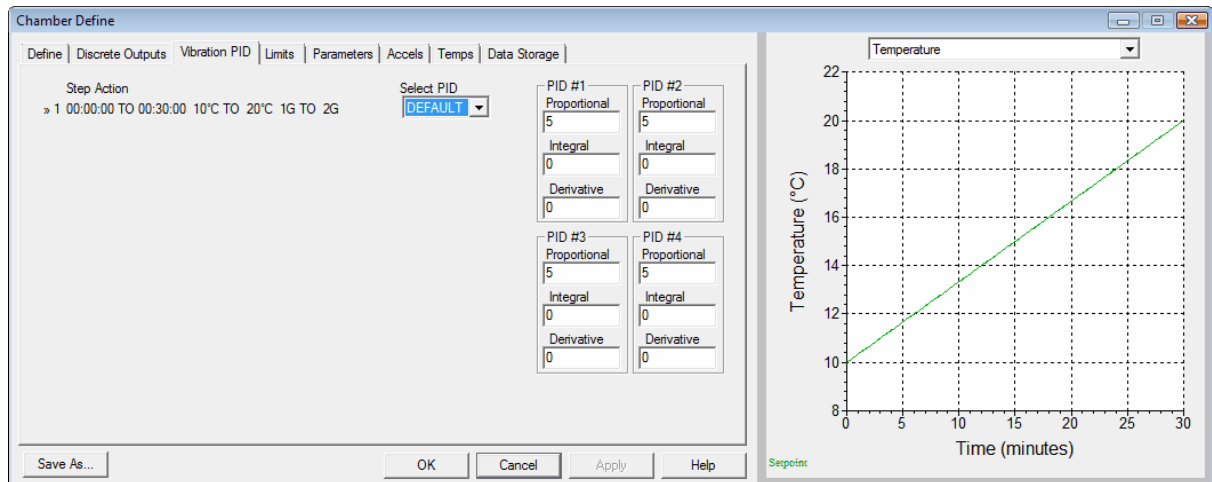 Chamber Define
Define Discrete Outputs Vibration PID Limits Parameters Accels Temps Data Storage
Step Action Select PID
» 1 00:00:00 TO 00:30:00 10°C TO 20°C 1G TO 2G DEFAULT
PID #1
Proportional
5
Integral
0
Derivative
0
PID #2
Proportional
5
Integral
0
Derivative
0
PID #3
Proportional
5
Integral
0
Derivative
0
PID #4
Proportional
5
Integral
0
Derivative
0
Save As... OK Cancel Apply Help
Temperature
Temperature (°C)
22
20
18
16
14
12
10
8
0 5 10 15 20 25 30
Time (minutes)
Setpoint